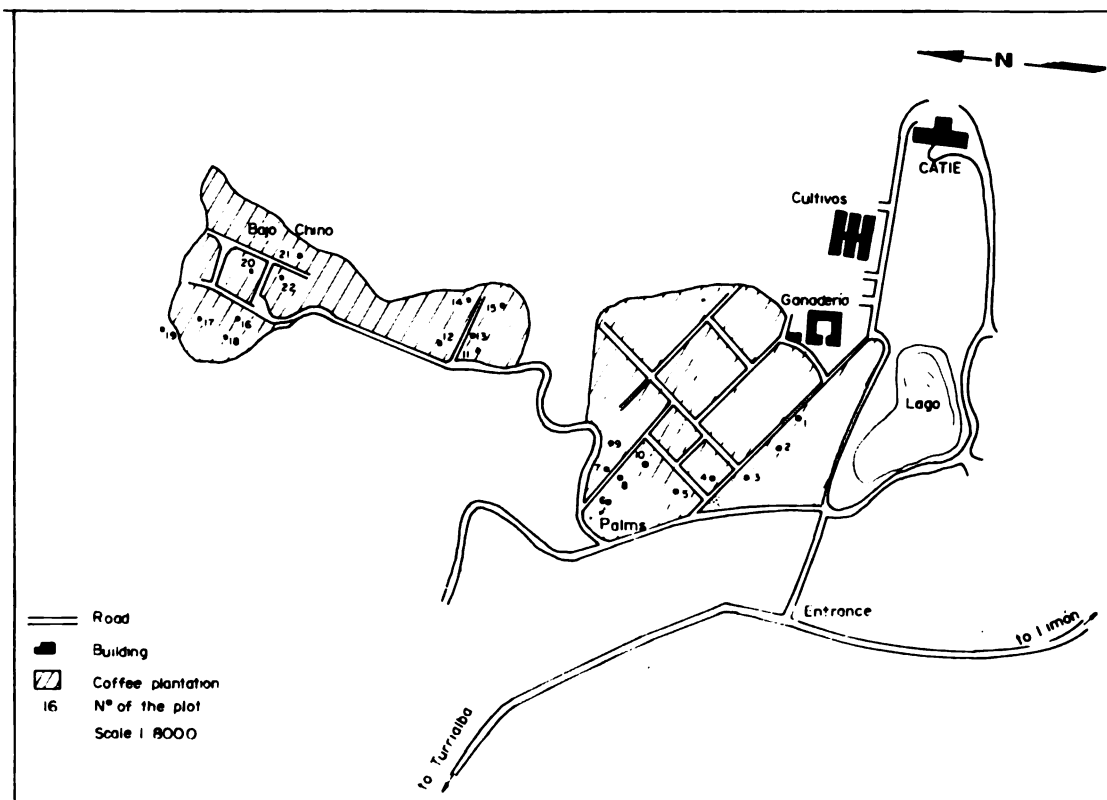 N
CATIE
Cultivos
Bajo Chino
21
20
22
Ganaderia
14
15
17
16
19
18
12
13
11
Lago
1
9
2
10
7
4
3
8
5
6
Palms
Entrance
to Limón
Road
Building
Coffee plantation
16 Nº of the plot
Scale 1 8000
to Turrialba